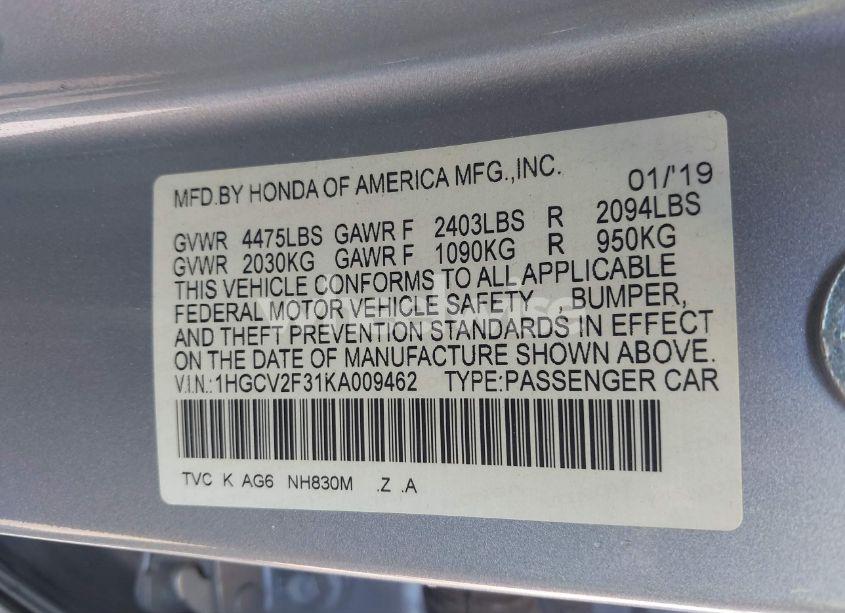 MFD.BY HONDA OF AMERICA MFG.,INC. 01/'19
GVWR 4475LBS GAWR F 2403LBS R 2094LBS
GVWR 2030KG GAWR F 1090KG R 950KG
THIS VEHICLE CONFORMS TO ALL APPLICABLE
FEDERAL MOTOR VEHICLE SAFETY , BUMPER,
AND THEFT PREVENTION STANDARDS IN EFFECT
ON THE DATE OF MANUFACTURE SHOWN ABOVE.
V.I.N.:1HGCV2F31KA009462 TYPE:PASSENGER CAR
TVC K AG6 NH830M .Z .A